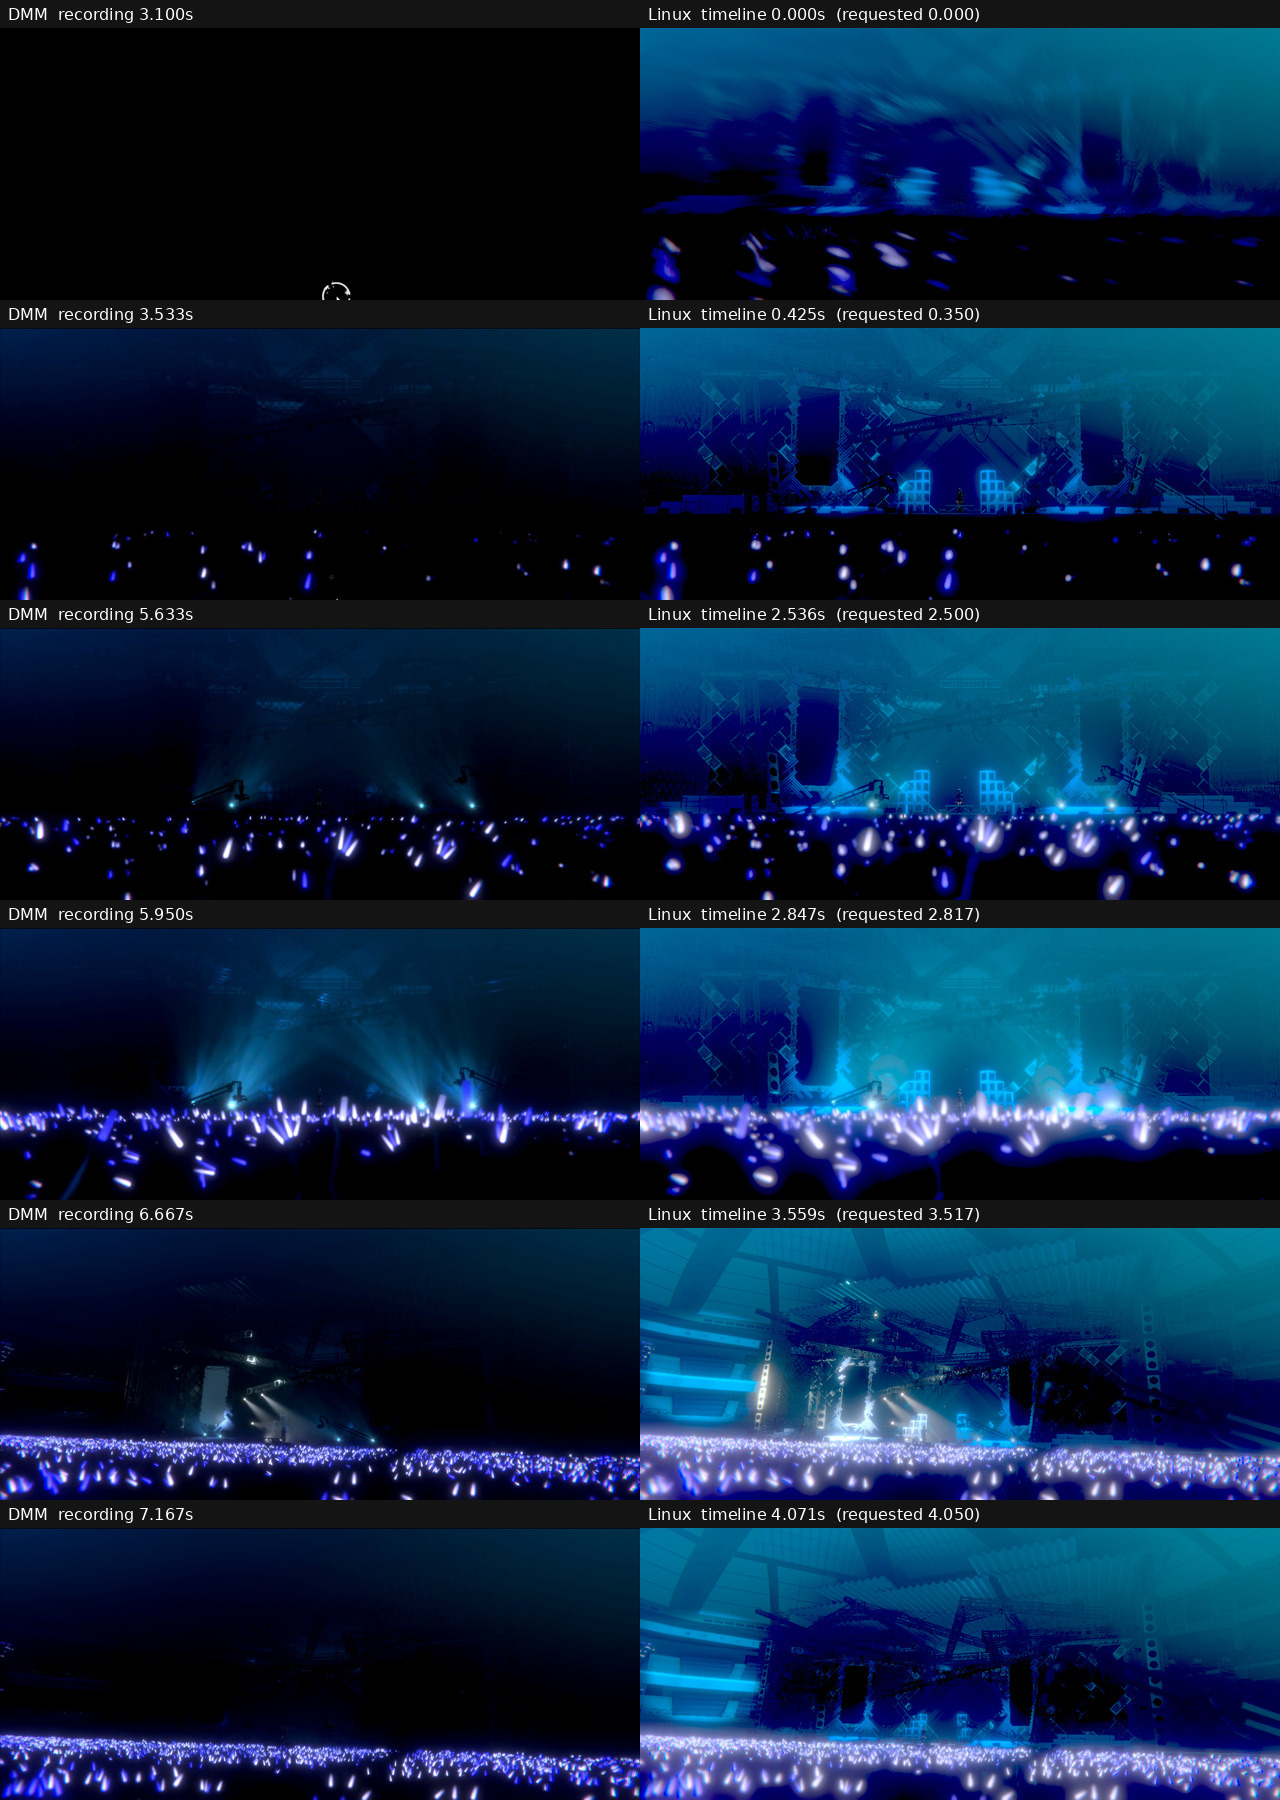 DMM recording 3.100s
Linux timeline 0.000s (requested 0.000)
DMM recording 3.533s
Linux timeline 0.425s (requested 0.350)
DMM recording 5.633s
Linux timeline 2.536s (requested 2.500)
DMM recording 5.950s
Linux timeline 2.847s (requested 2.817)
DMM recording 6.667s
Linux timeline 3.559s (requested 3.517)
DMM recording 7.167s
Linux timeline 4.071s (requested 4.050)